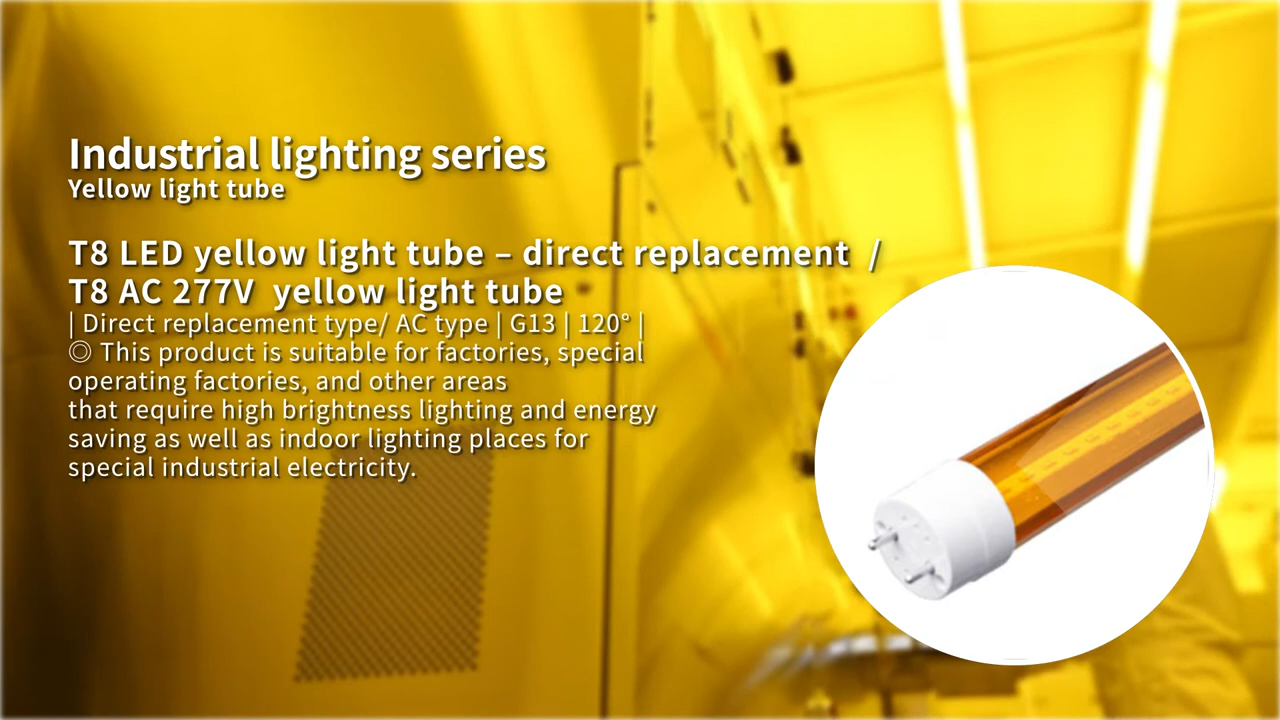 Industrial lighting series
Yellow light tube
T8 LED yellow light tube – direct replacement /
T8 AC 277V yellow light tube
| Direct replacement type/ AC type | G13 | 120° |
◎ This product is suitable for factories, special
operating factories, and other areas
that require high brightness lighting and energy
saving as well as indoor lighting places for
special industrial electricity.